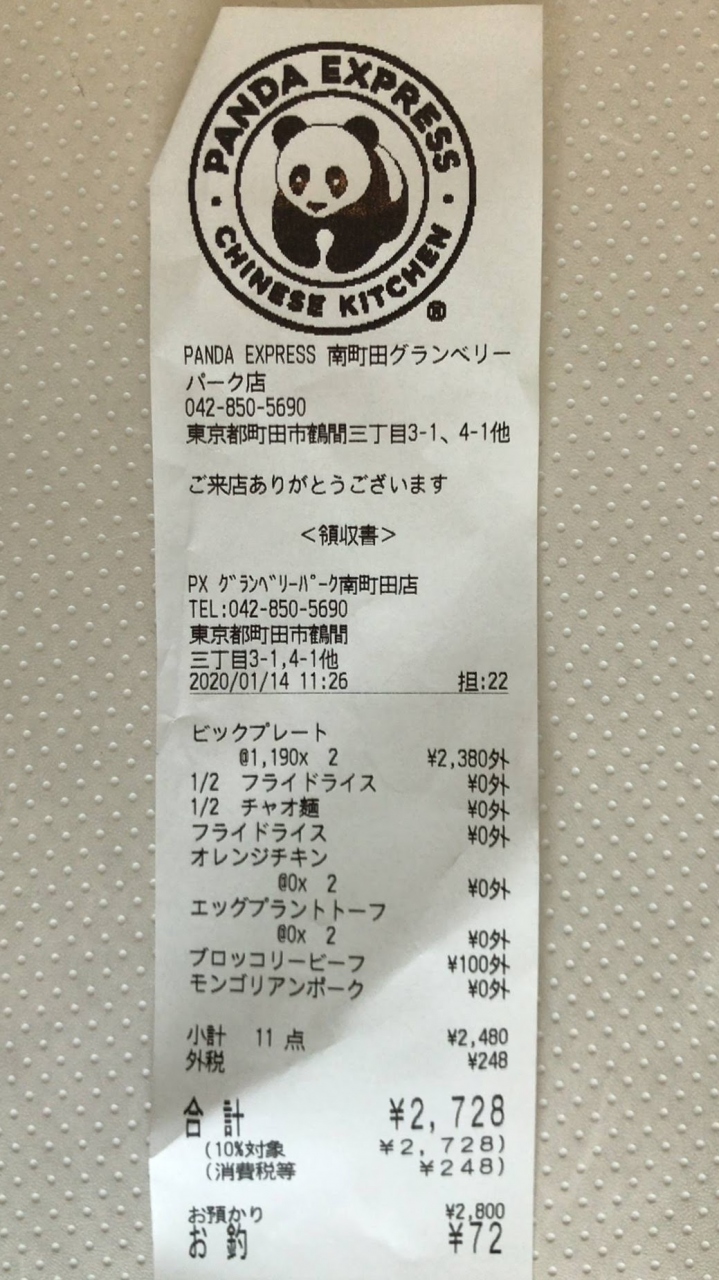 PANDA EXPRESS
CHINESE KITCHEN
®
PANDA EXPRESS 南町田グランベリー
パーク店
042-850-5690
東京都町田市鶴間三丁目3-1、4-1他
ご来店ありがとうございます
＜領収書＞
PX ｸﾞﾗﾝﾍﾞﾘｰﾊﾟｰｸ南町田店
TEL:042-850-5690
東京都町田市鶴間
三丁目3-1,4-1他
2020/01/14 11:26 担:22
ビックプレート
@1,190x 2 ¥2,380外
1/2 フライドライス ¥0外
1/2 チャオ麺 ¥0外
フライドライス ¥0外
オレンジチキン
@0x 2 ¥0外
エッグプラントトーフ
@0x 2 ¥0外
ブロッコリービーフ ¥100外
モンゴリアンポーク ¥0外
小計 11 点 ¥2,480
外税 ¥248
合 計 ¥2,728
(10%対象 ¥2,728)
(消費税等 ¥248)
お預かり ¥2,800
お 釣 ¥72